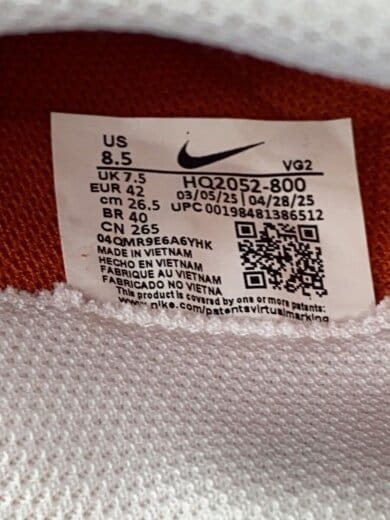 US
8.5
VG2
UK 7.5
HQ2052-800
EUR 42
03/05/25 | 04/28/25
cm 26.5
UPC 00198481386512
BR 40
CN 265
04QMR9E6A6YHK
MADE IN VIETNAM
HECHO EN VIETNAM
FABRIQUE AU VIETNAM
FABRICADO NO VIETNA
This product is covered by one or more patents:
www.nike.com/patentsvirtualmarking